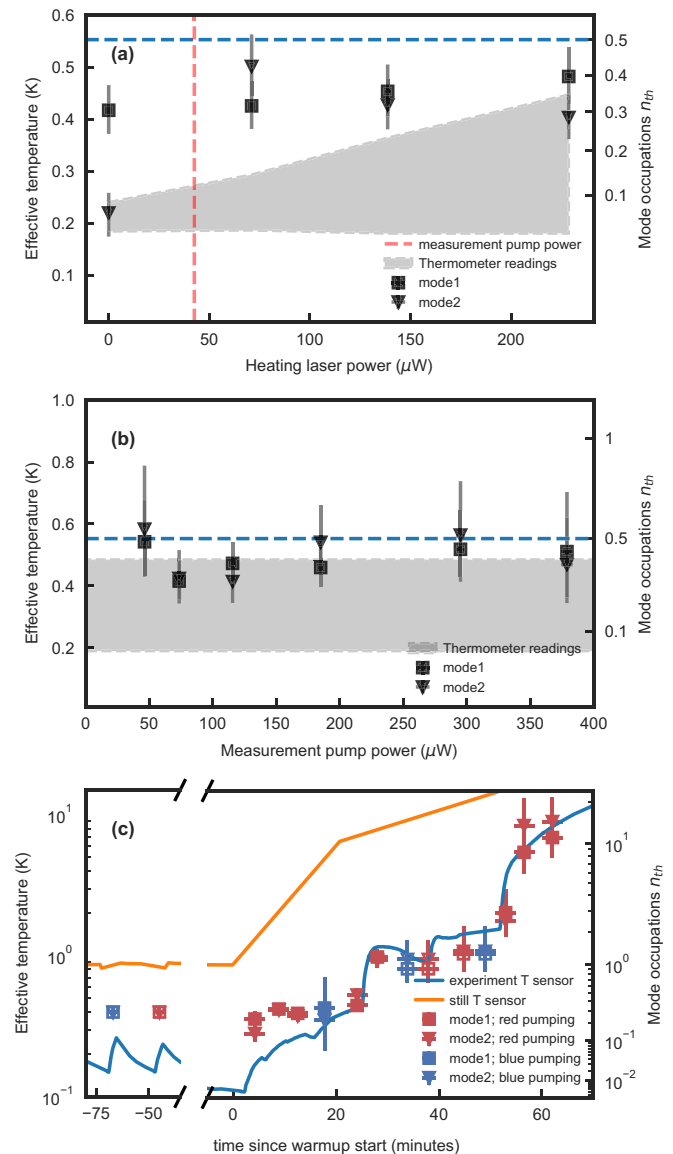 0.6
0.5
0.4
0.3
0.2
0.1
Effective temperature (K)
(a)
0.5
0.4
0.3
0.2
0.1
Mode occupations nth
measurement pump power
Thermometer readings
mode1
mode2
0 50 100 150 200
Heating laser power (μW)
1.0
0.8
0.6
0.4
0.2
Effective temperature (K)
(b)
1
0.5
0.1
Mode occupations nth
Thermometer readings
mode1
mode2
0 50 100 150 200 250 300 350 400
Measurement pump power (μW)
10^1
10^0
10^−1
Effective temperature (K)
(c)
10^1
10^0
10^−1
10^−2
Mode occupations nth
experiment T sensor
still T sensor
mode1; red pumping
mode2; red pumping
mode1; blue pumping
mode2; blue pumping
−75 −50 0 20 40 60
time since warmup start (minutes)